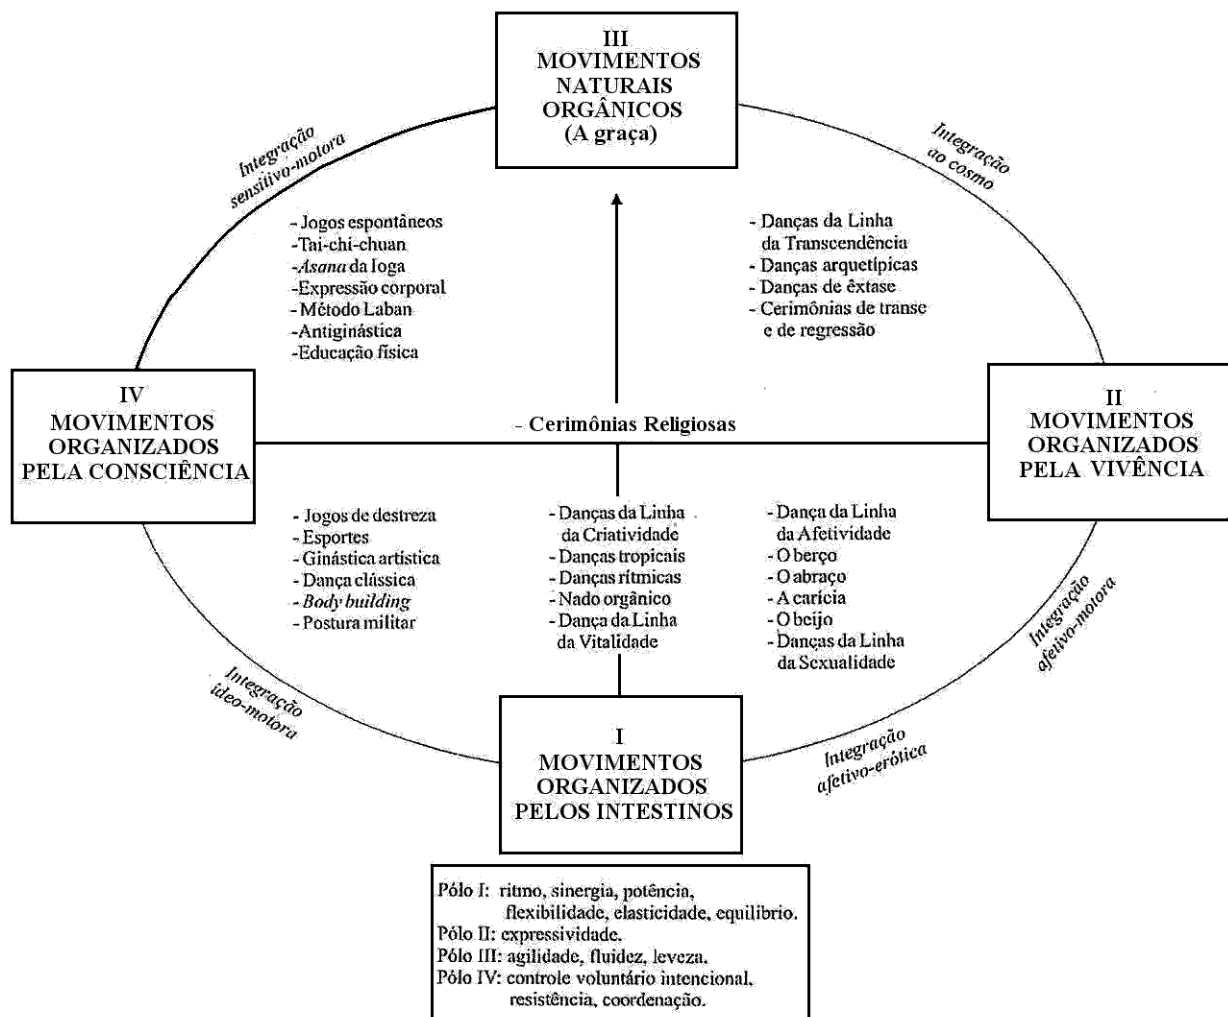 III
MOVIMENTOS
NATURAIS
ORGÂNICOS
(A graça)
Integração
sensitivo-motora
Integração
ao cosmo
- Jogos espontâneos
-Tai-chi-chuan
-Asana da Ioga
-Expressão corporal
- Método Laban
-Antiginástica
-Educação física
- Danças da Linha
da Transcendência
- Danças arquetípicas
- Danças de êxtase
- Cerimônias de transe
e de regressão
IV
MOVIMENTOS
ORGANIZADOS
PELA CONSCIÊNCIA
- Cerimônias Religiosas
II
MOVIMENTOS
ORGANIZADOS
PELA VIVÊNCIA
- Jogos de destreza
- Esportes
- Ginástica artística
- Dança clássica
- Body building
- Postura militar
- Danças da Linha
da Criatividade
- Danças tropicais
- Danças rítmicas
- Nado orgânico
- Dança da Linha
da Vitalidade
- Dança da Linha
da Afetividade
- O berço
- O abraço
- A carícia
- O beijo
- Danças da Linha
da Sexualidade
Integração
ídeo-motora
Integração
afetivo-motora
Integração
afetivo-erótica
I
MOVIMENTOS
ORGANIZADOS
PELOS INTESTINOS
Pólo I: ritmo, sinergia, potência,
flexibilidade, elasticidade, equilíbrio.
Pólo II: expressividade.
Pólo III: agilidade, fluidez, leveza.
Pólo IV: controle voluntário intencional,
resistência, coordenação.